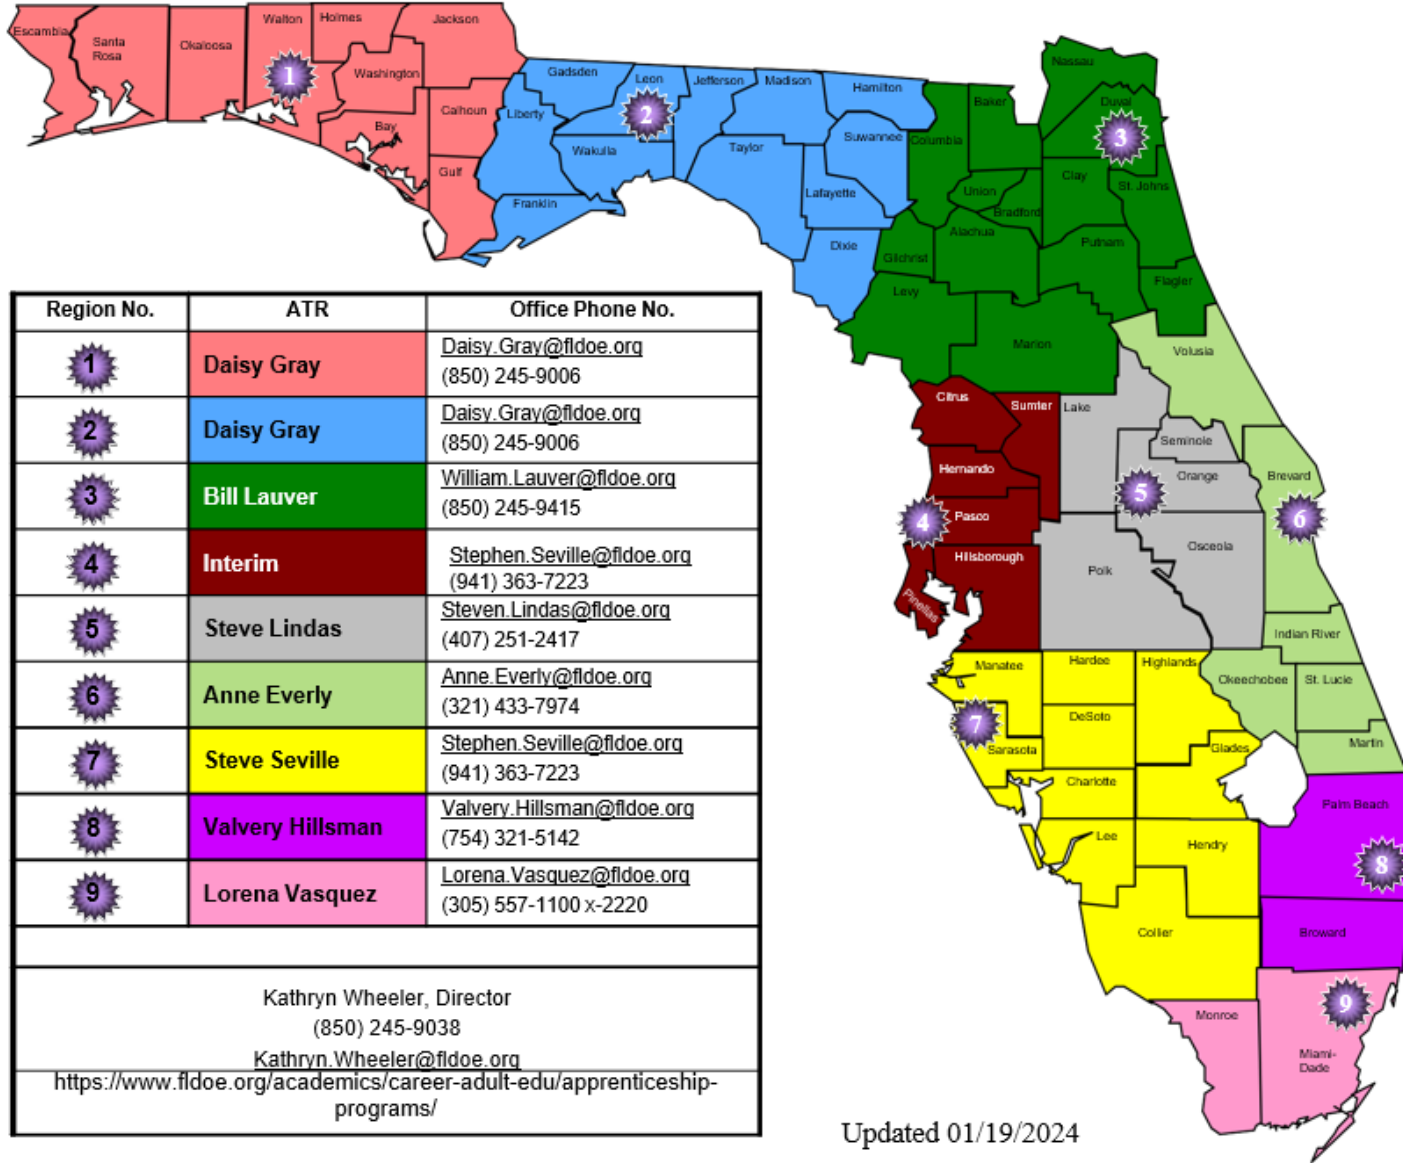 Escambia
Santa
Rosa
Okaloosa
Walton
Holmes
Jackson
Washington
Bay
Calhoun
Gulf
1
Gadsden
Liberty
Franklin
Leon
2
Wakulla
Jefferson
Madison
Taylor
Hamilton
Suwannee
Lafayette
Dixie
Nassau
Duval
3
Baker
Columbia
Union
Bradford
Clay
St. Johns
Alachua
Putnam
Gilchrist
Flagler
Levy
Marion
Volusia
Citrus
Sumter
Lake
Seminole
Hernando
Orange
5
Brevard
6
4
Pasco
Hillsborough
Pinellas
Polk
Osceola
Indian River
Manatee
Hardee
Highlands
Okeechobee
St. Lucie
7
Sarasota
DeSoto
Glades
Martin
Charlotte
Palm Beach
Lee
Hendry
8
Collier
Broward
Monroe
9
Miami-
Dade
Region No. ATR Office Phone No.
1 Daisy Gray Daisy.Gray@fldoe.org
(850) 245-9006
2 Daisy Gray Daisy.Gray@fldoe.org
(850) 245-9006
3 Bill Lauver William.Lauver@fldoe.org
(850) 245-9415
4 Interim Stephen.Seville@fldoe.org
(941) 363-7223
5 Steve Lindas Steven.Lindas@fldoe.org
(407) 251-2417
6 Anne Everly Anne.Everly@fldoe.org
(321) 433-7974
7 Steve Seville Stephen.Seville@fldoe.org
(941) 363-7223
8 Valvery Hillsman Valvery.Hillsman@fldoe.org
(754) 321-5142
9 Lorena Vasquez Lorena.Vasquez@fldoe.org
(305) 557-1100 x-2220
Kathryn Wheeler, Director
(850) 245-9038
Kathryn.Wheeler@fldoe.org
https://www.fldoe.org/academics/career-adult-edu/apprenticeship-
programs/
Updated 01/19/2024